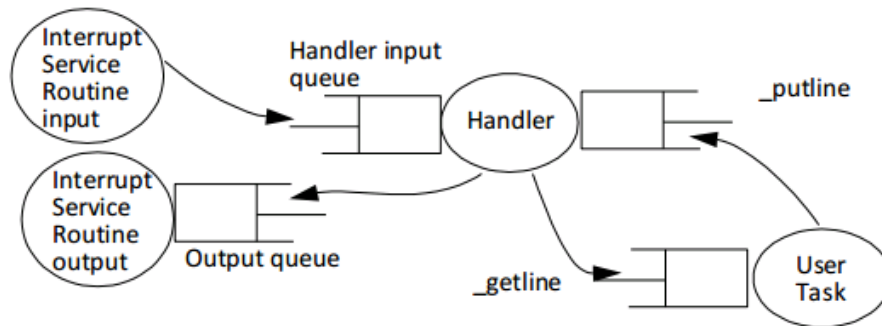 Interrupt
Service
Routine
input
Handler input
queue
Handler
_putline
Interrupt
Service
Routine
output
Output queue
_getline
User
Task